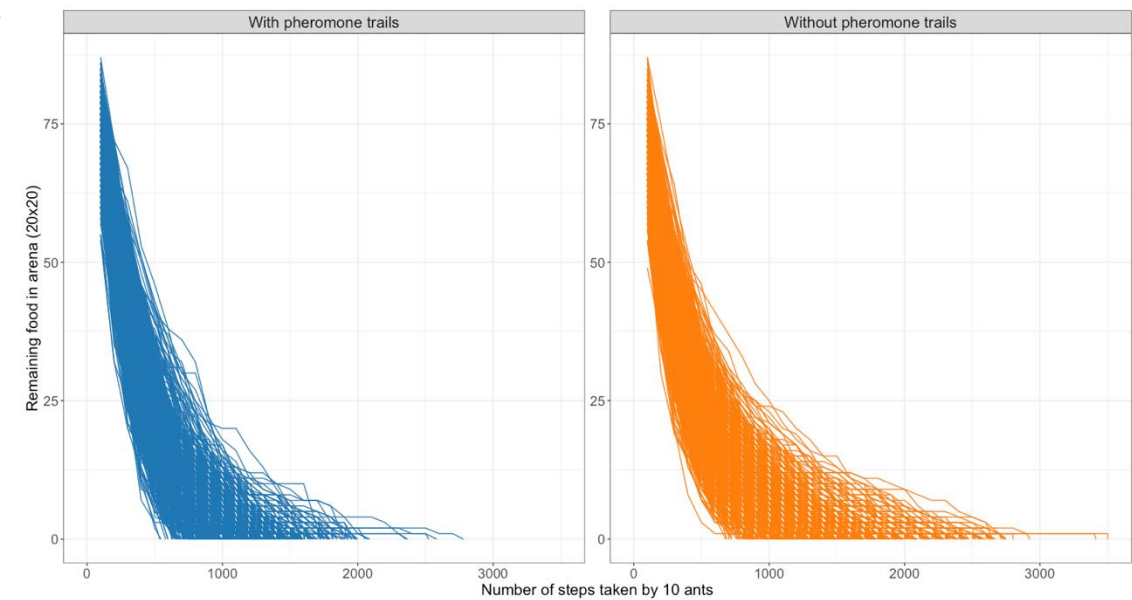 With pheromone trails
Without pheromone trails
Remaining food in arena (20x20)
75
50
25
0
75
50
25
0
0 1000 2000 3000
0 1000 2000 3000
Number of steps taken by 10 ants